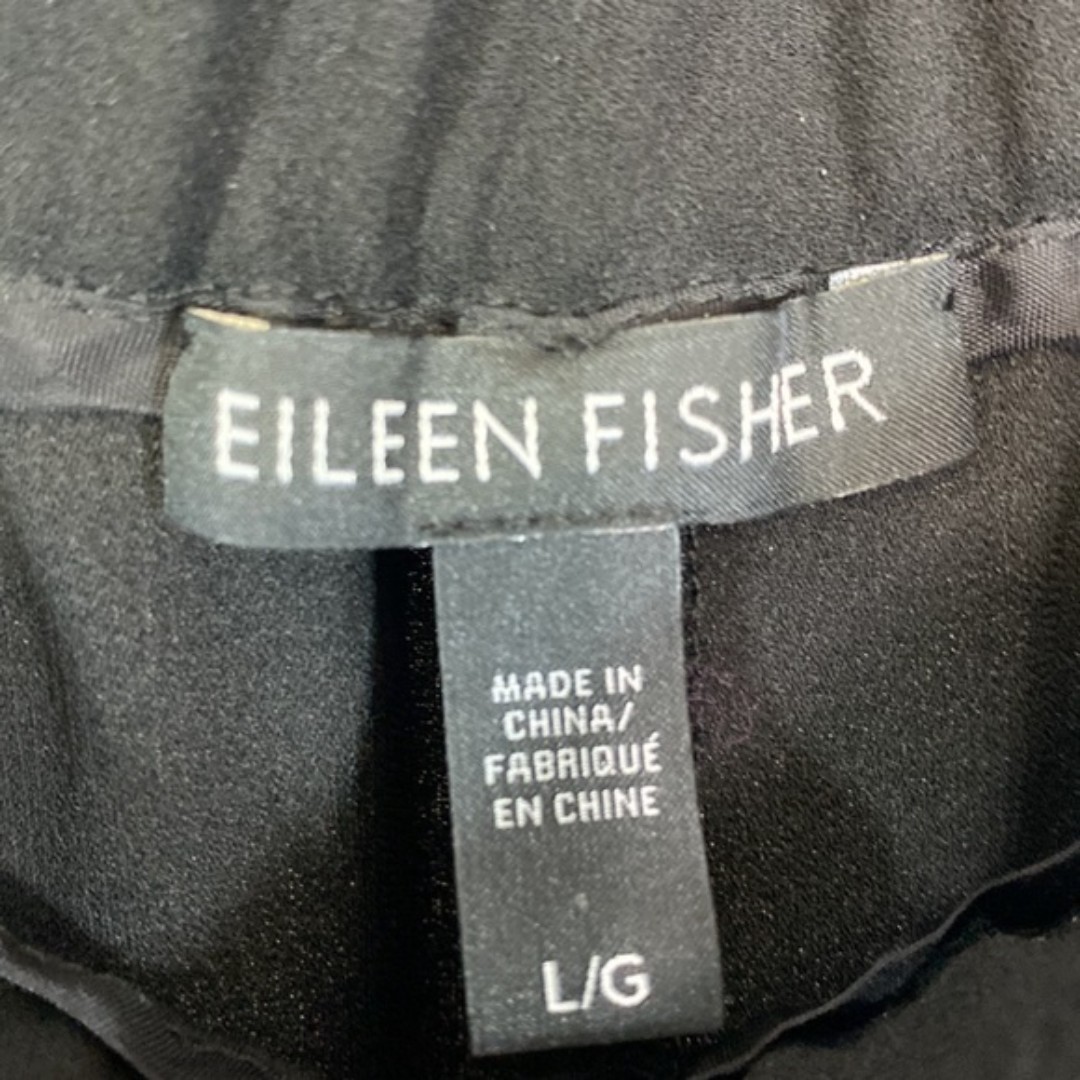 EILEEN FISHER
MADE IN
CHINA/
FABRIQUÉ
EN CHINE
L/G